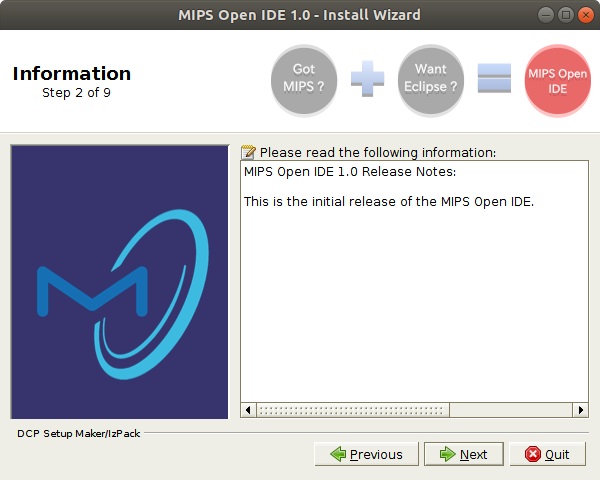 MIPS Open IDE 1.0 - Install Wizard
Information
Step 2 of 9
Got
MIPS ?
Want
Eclipse ?
MIPS Open
IDE
Please read the following information:
MIPS Open IDE 1.0 Release Notes:
This is the initial release of the MIPS Open IDE.
DCP Setup Maker/IzPack
Previous
Next
Quit